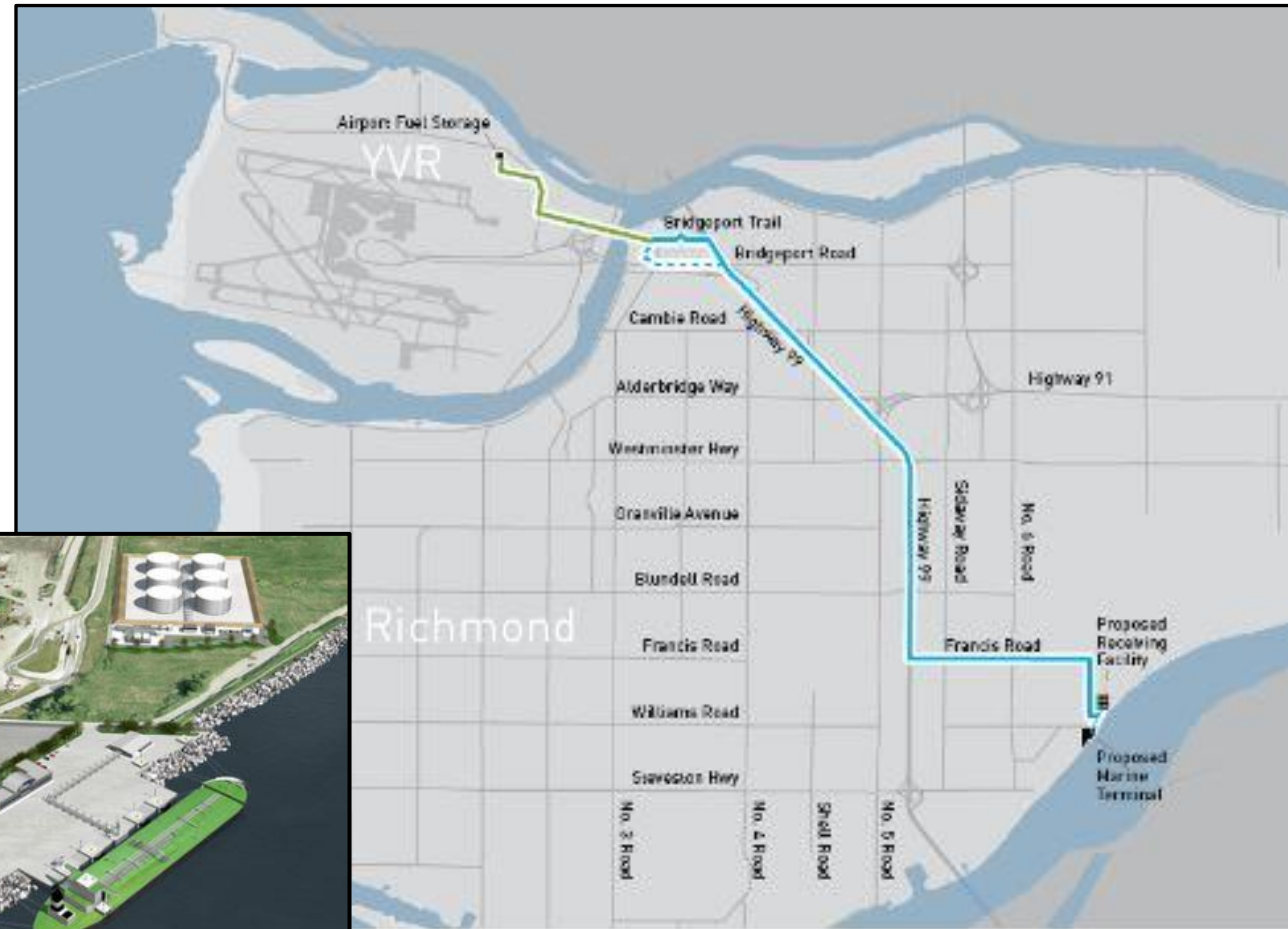 Airport Fuel Storage
YVR
Bridgeport Trail
Bridgeport Road
Cambie Road
Highway 99
Alderbridge Way
Highway 91
Westminster Hwy
Granville Avenue
Highway 99
Sidaway Road
No. 6 Road
Blundell Road
Richmond
Francis Road
Francis Road
Proposed
Receiving
Facility
Williams Road
Proposed
Marine
Terminal
Steveston Hwy
No. 3 Road
No. 4 Road
Shell Road
No. 5 Road